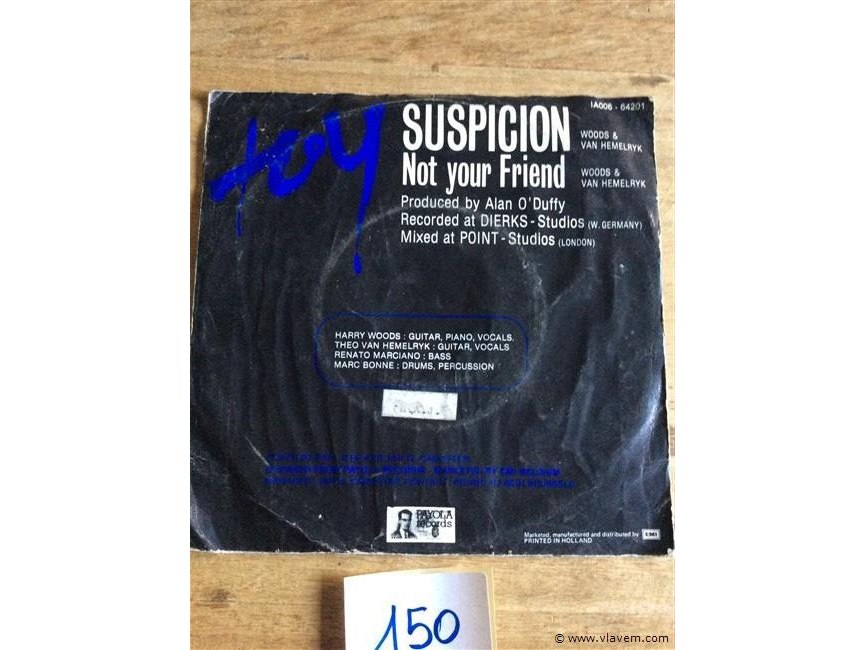 toy
IA006 - 64201
SUSPICION WOODS & VAN HEMELRYK
Not your Friend WOODS & VAN HEMELRYK
Produced by Alan O'Duffy
Recorded at DIERKS - Studios (W. GERMANY)
Mixed at POINT - Studios (LONDON)
HARRY WOODS : GUITAR, PIANO, VOCALS.
THEO VAN HEMELRYK : GUITAR, VOCALS
RENATO MARCIANO : BASS
MARC BONNE : DRUMS, PERCUSSION
PAYOLA
records
Marketed, manufactured and distributed by EMI
PRINTED IN HOLLAND
150
© www.vlavem.com